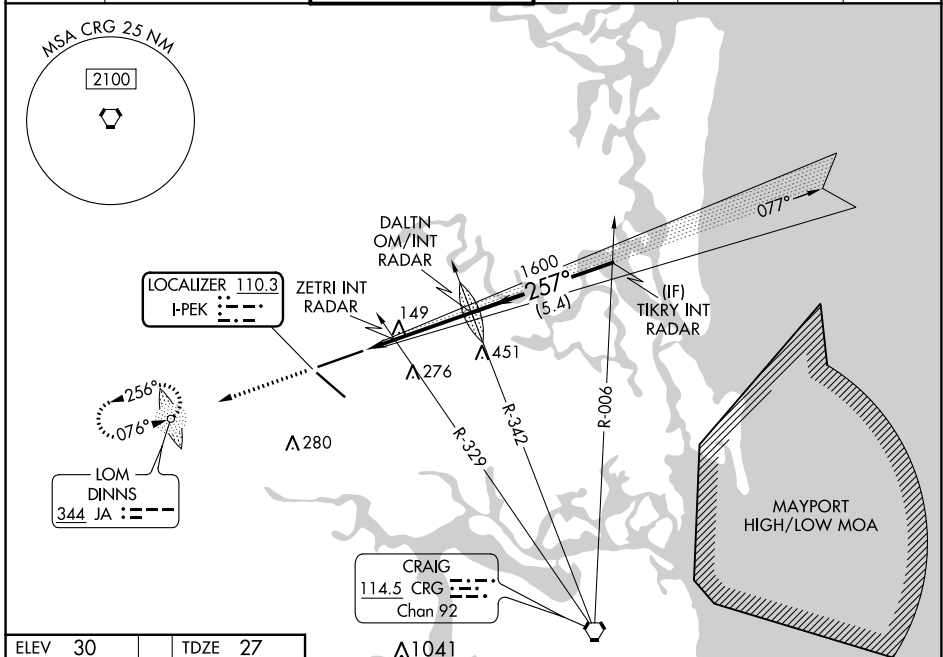 MSA CRG 25 NM
2100
077°
DALTN
OM/INT
RADAR
1600
257°
(5.4)
(IF)
TIKRY INT
RADAR
LOCALIZER 110.3
I-PEK
ZETRI INT
RADAR
149
451
276
256°
076°
280
R-329
R-342
R-006
LOM
DINNS
344 JA
MAYPORT
HIGH/LOW MOA
CRAIG
114.5 CRG
Chan 92
1041
ELEV 30
TDZE 27